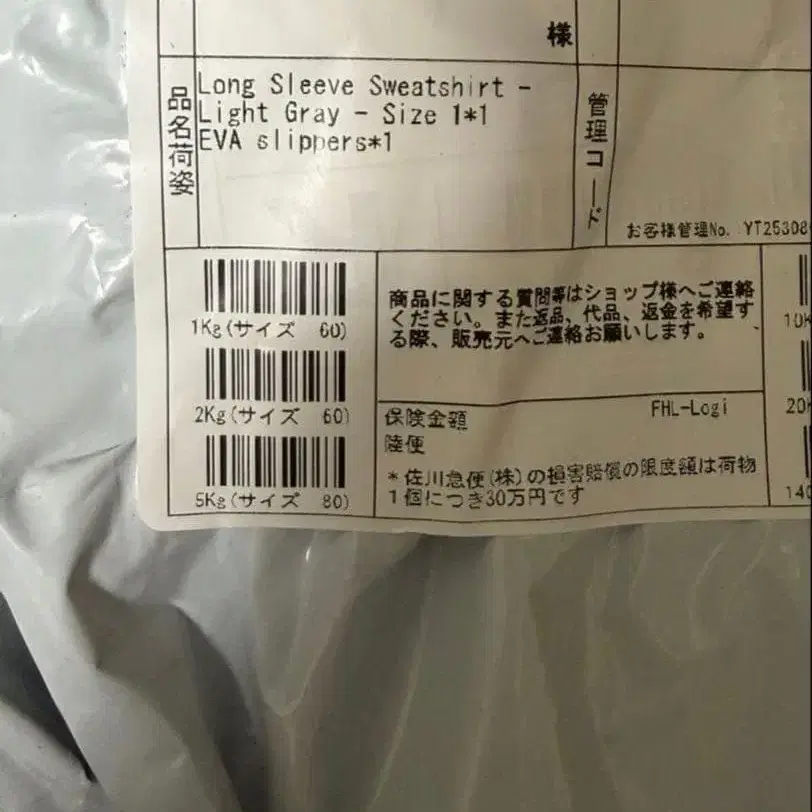 様
品名荷姿
Long Sleeve Sweatshirt -
Light Gray - Size 1*1
EVA slippers*1
管理コード
お客様管理No. YT25308
1Kg(サイズ 60)
2Kg(サイズ 60)
5Kg(サイズ 80)
商品に関する質問等はショップ様へご連絡
ください。また返品、代品、返金を希望す
る際、販売元へご連絡お願いします。
保険金額
FHL-Logi
陸便
*佐川急便(株)の損害賠償の限度額は荷物
1個につき30万円です
10K
20K
140